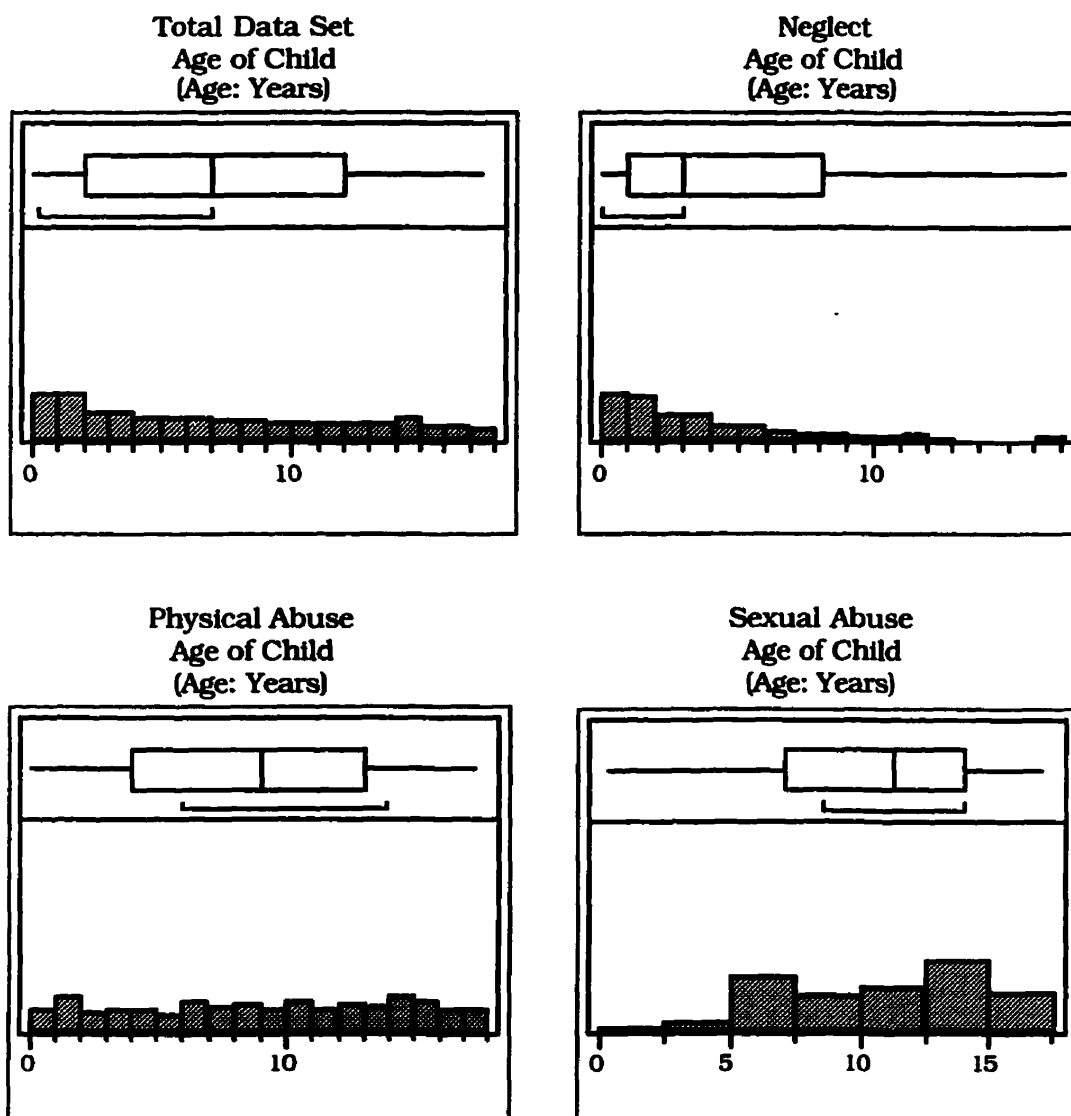 Total Data Set
Age of Child
(Age: Years)
0 10
Neglect
Age of Child
(Age: Years)
0 10
Physical Abuse
Age of Child
(Age: Years)
0 10
Sexual Abuse
Age of Child
(Age: Years)
0 5 10 15